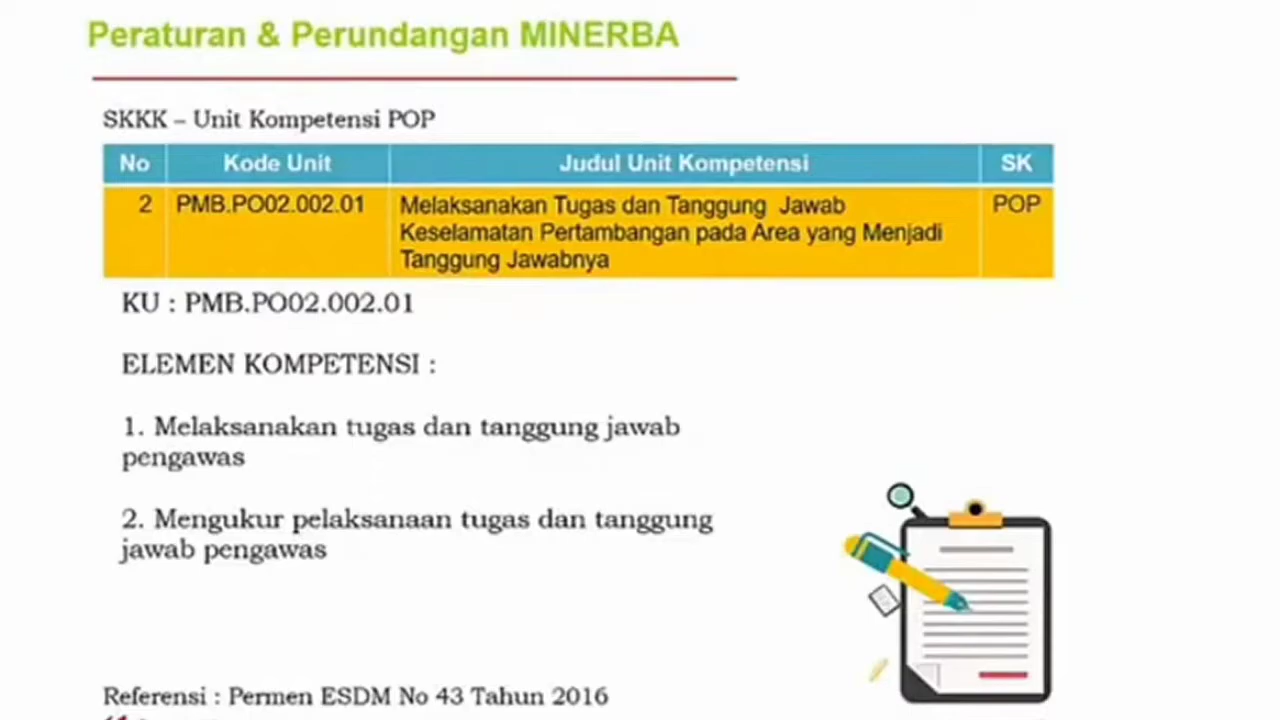 Peraturan & Perundangan MINERBA
SKKK – Unit Kompetensi POP
No Kode Unit Judul Unit Kompetensi SK
2 PMB.PO02.002.01 Melaksanakan Tugas dan Tanggung Jawab POP
Keselamatan Pertambangan pada Area yang Menjadi
Tanggung Jawabnya
KU : PMB.PO02.002.01
ELEMEN KOMPETENSI :
1. Melaksanakan tugas dan tanggung jawab
pengawas
2. Mengukur pelaksanaan tugas dan tanggung
jawab pengawas
Referensi : Permen ESDM No 43 Tahun 2016